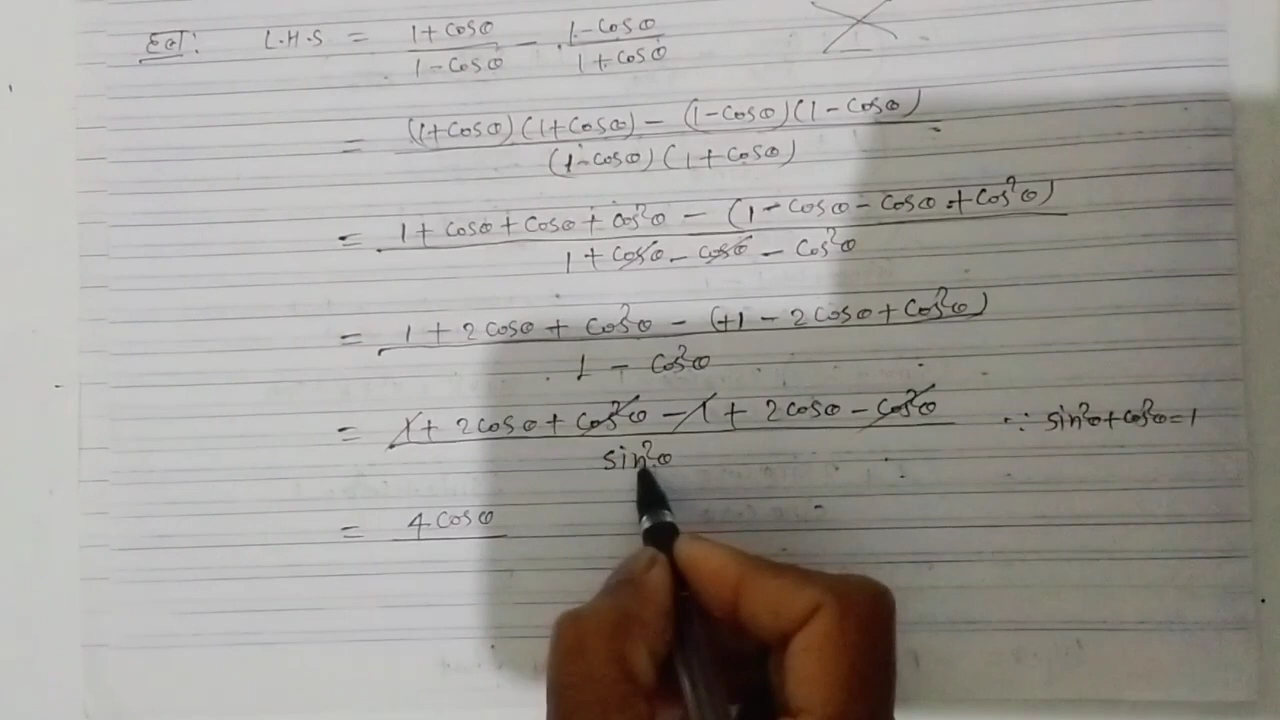 हल: L.H.S = (1+cosθ)/(1-cosθ) - (1-cosθ)/(1+cosθ)
= ((1+cosθ)(1+cosθ) - (1-cosθ)(1-cosθ))/((1-cosθ)(1+cosθ))
= (1+cosθ+cosθ+cos²θ - (1-cosθ-cosθ+cos²θ))/(1+cosθ-cosθ-cos²θ)
= (1+2cosθ+cos²θ - (+1-2cosθ+cos²θ))/(1-cos²θ)
= (1+2cosθ+cos²θ-1+2cosθ-cos²θ)/(sin²θ) ∵ sin²θ+cos²θ=1
= 4cosθ